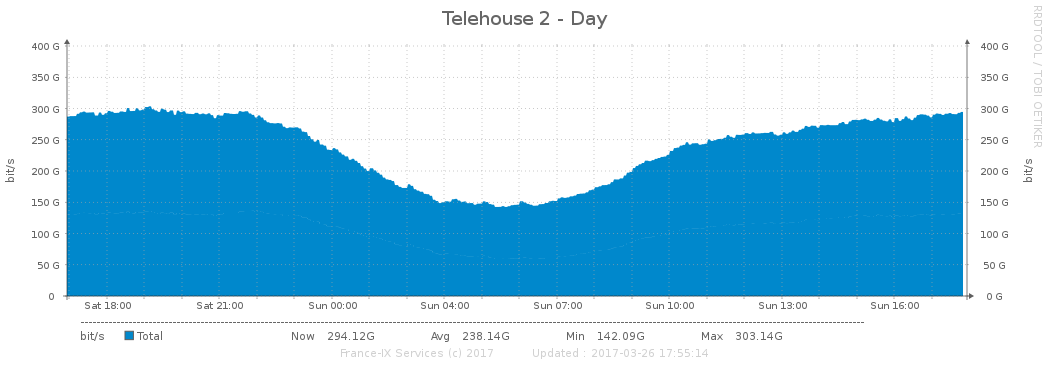 Telehouse 2 - Day
RRDTOOL / TOBI OETIKER
400 G 400 G
350 G 350 G
300 G 300 G
250 G 250 G
200 G 200 G
150 G 150 G
100 G 100 G
50 G 50 G
0 0 G
bit/s bit/s
Sat 18:00 Sat 21:00 Sun 00:00 Sun 04:00 Sun 07:00 Sun 10:00 Sun 13:00 Sun 16:00
bit/s Total Now 294.12G Avg 238.14G Min 142.09G Max 303.14G
France-IX Services (c) 2017 Updated : 2017-03-26 17:55:14